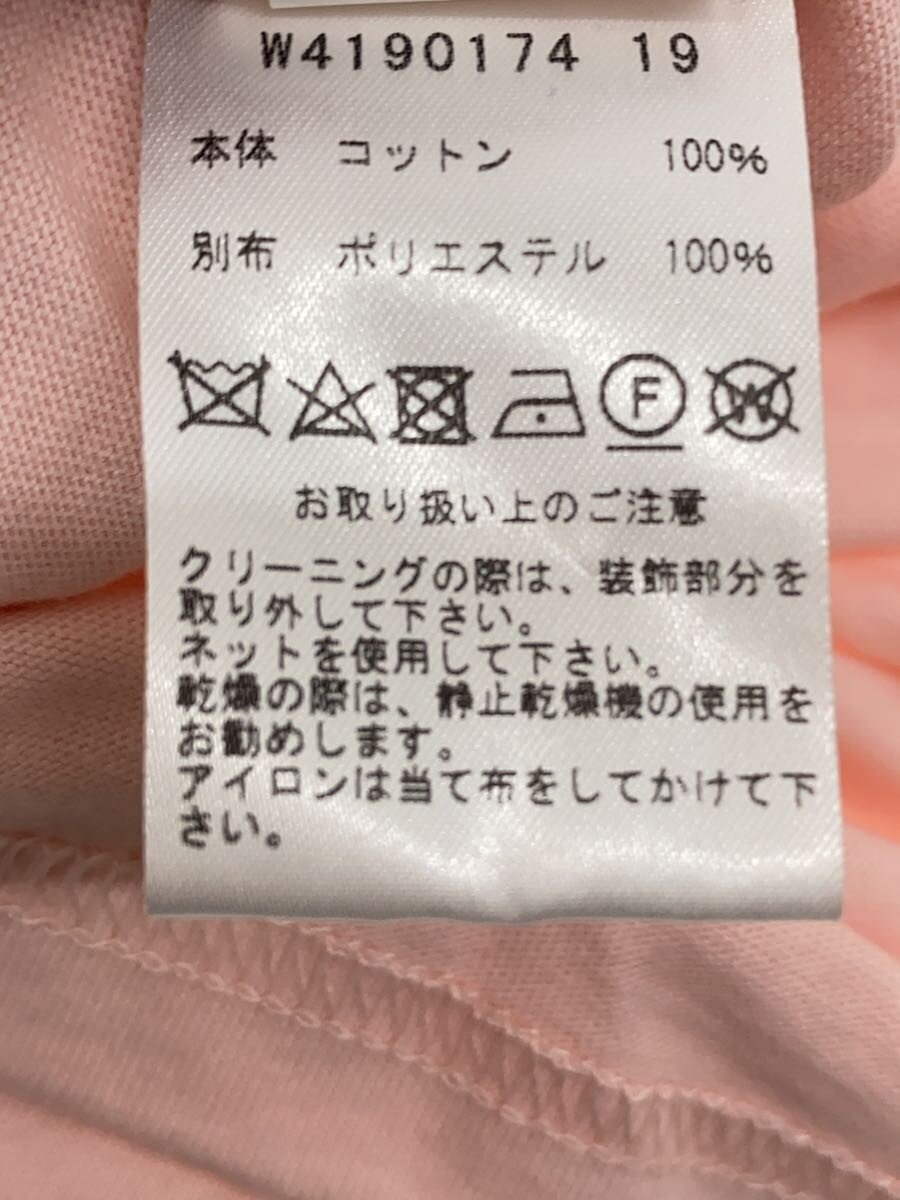 W4190174 19
本体 コットン 100%
別布 ポリエステル 100%
F W
お取り扱い上のご注意
クリーニングの際は、装飾部分を
取り外して下さい。
ネットを使用して下さい。
乾燥の際は、静止乾燥機の使用を
お勧めします。
アイロンは当て布をしてかけて下
さい。